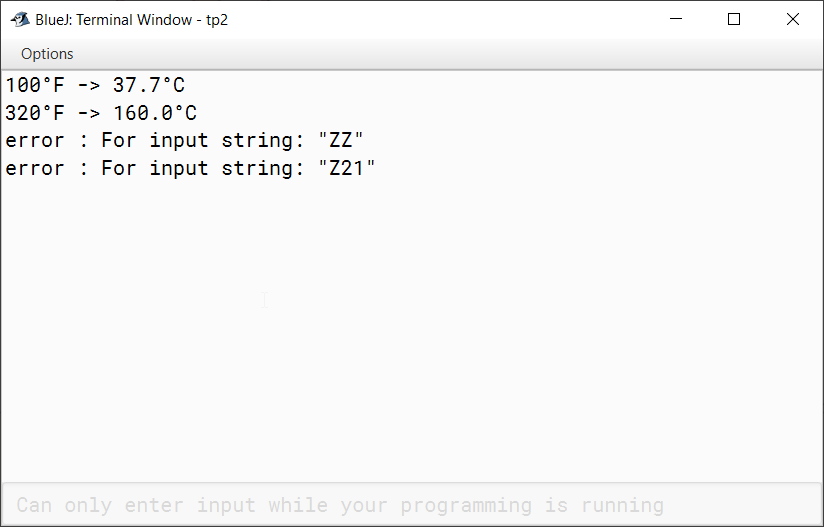 BlueJ: Terminal Window - tp2
Options
100°F -> 37.7°C
320°F -> 160.0°C
error : For input string: "ZZ"
error : For input string: "Z21"
Can only enter input while your programming is running